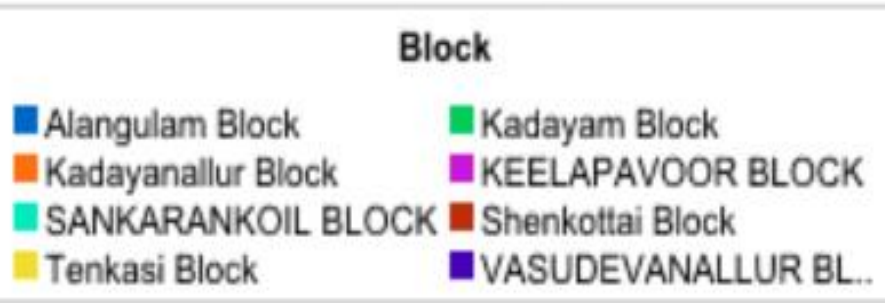 Block
Alangulam Block Kadayam Block
Kadayanallur Block KEELAPAVOOR BLOCK
SANKARANKOIL BLOCK Shenkottai Block
Tenkasi Block VASUDEVANALLUR BL..